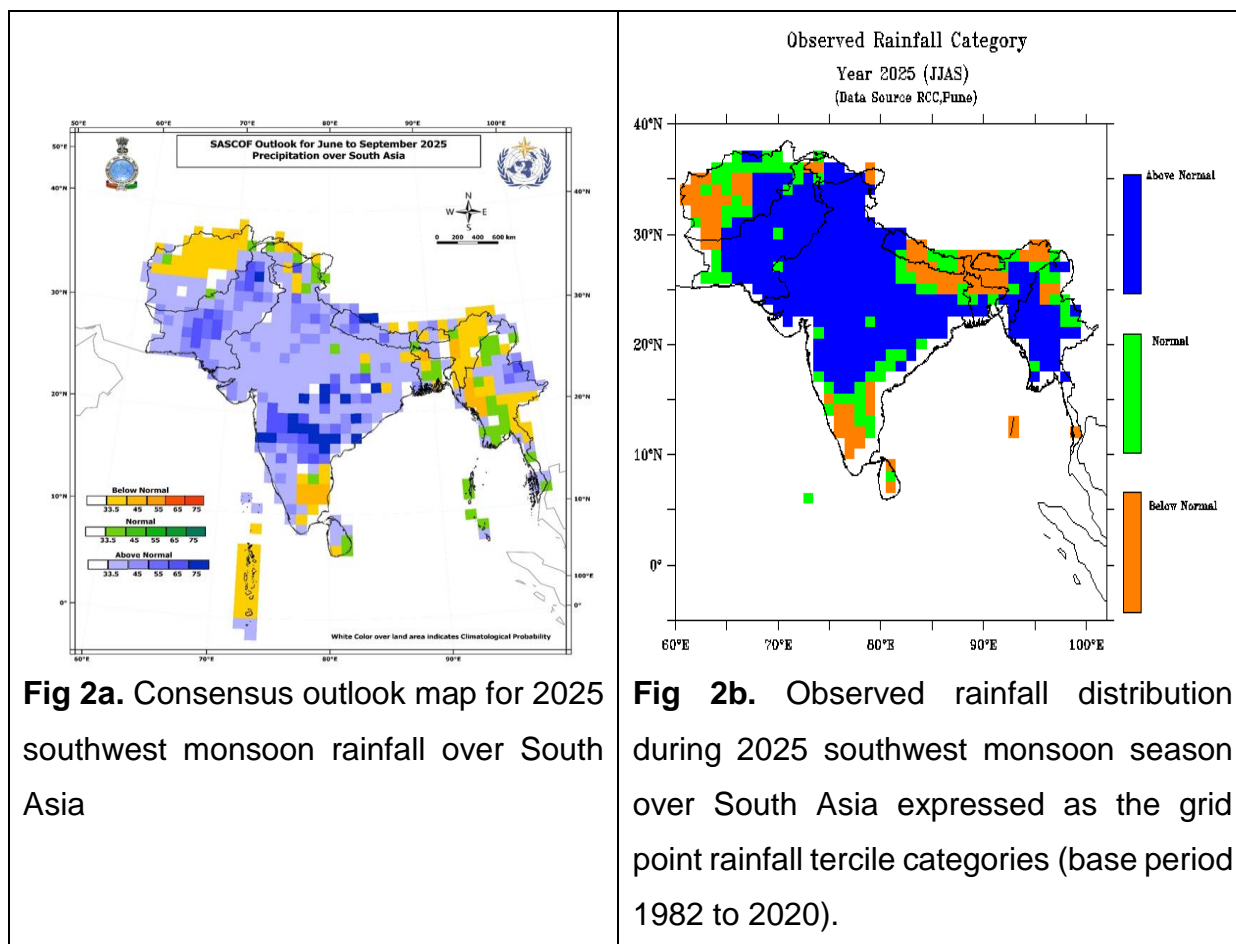 50°E 60°E 70°E 80°E 90°E 100°E
SASCOF Outlook for June to September 2025
Precipitation over South Asia
50°N 50°N
N
W E
S
0 200 400 600 km
40°N 40°N
30°N 30°N
20°N 20°N
10°N 10°N
0° 0°
Below Normal
33.5 45 55 65 75
Normal
33.5 45 55 65 75
Above Normal
33.5 45 55 65 75
100°E
White Color over land area indicates Climatological Probability
60°E 70°E 80°E 90°E
Fig 2a. Consensus outlook map for 2025
southwest monsoon rainfall over South
Asia
Observed Rainfall Category
Year 2025 (JJAS)
(Data Source RCC,Pune)
40°N
30°N
20°N
10°N
0°
60°E 70°E 80°E 90°E 100°E
Above Normal
Normal
Below Normal
Fig 2b. Observed rainfall distribution
during 2025 southwest monsoon season
over South Asia expressed as the grid
point rainfall tercile categories (base period
1982 to 2020).